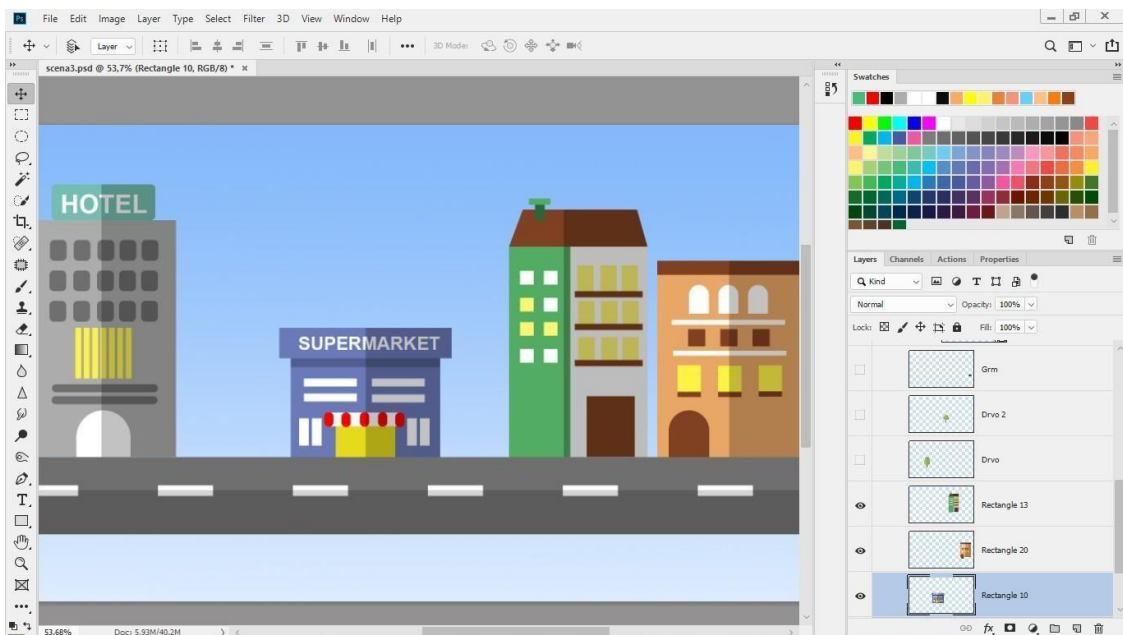 Ps File Edit Image Layer Type Select Filter 3D View Window Help
Layer 3D Mode:
scena3.psd @ 53,7% (Rectangle 10, RGB/8) *
Swatches
HOTEL
SUPERMARKET
Layers Channels Actions Properties
Kind
Normal Opacity: 100%
Lock: Fill: 100%
Grm
Drvo 2
Drvo
Rectangle 13
Rectangle 20
Rectangle 10
53.68% Doc: 5.93M/40.2M